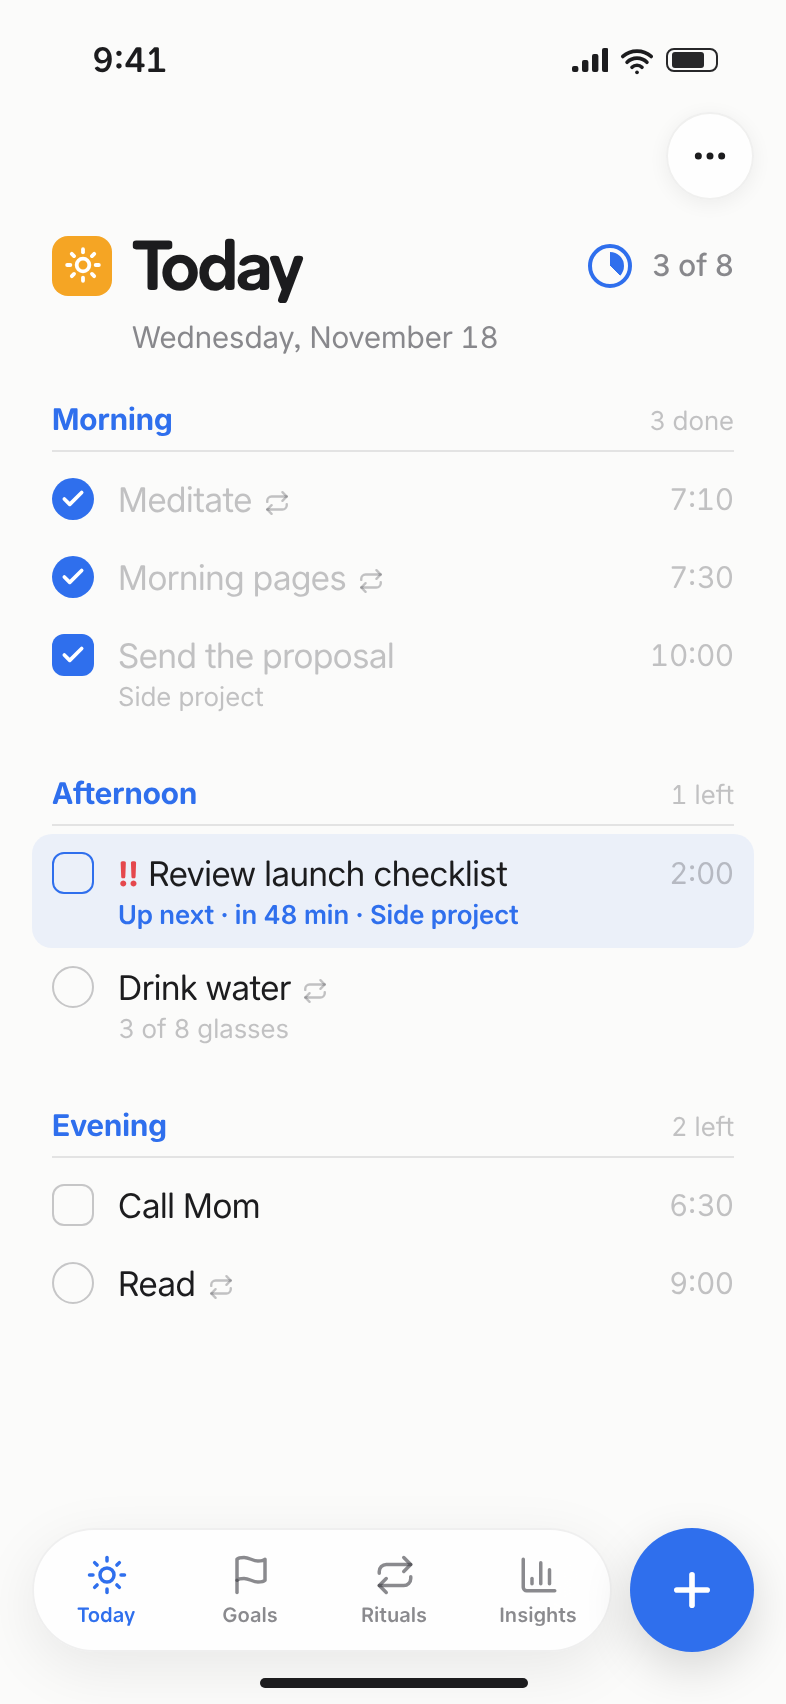 9:41
Today
3 of 8
Wednesday, November 18
Morning
3 done
Meditate
7:10
Morning pages
7:30
Send the proposal
10:00
Side project
Afternoon
1 left
!! Review launch checklist
2:00
Up next · in 48 min · Side project
Drink water
3 of 8 glasses
Evening
2 left
Call Mom
6:30
Read
9:00
Today
Goals
Rituals
Insights